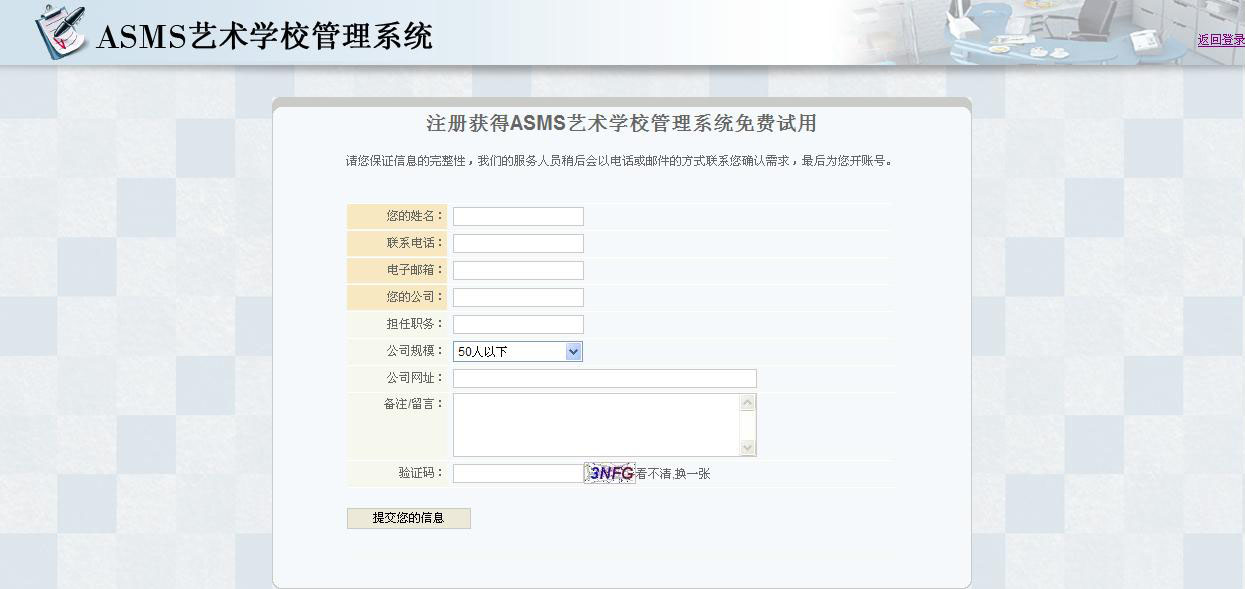 ASMS艺术学校管理系统
返回登录
注册获得ASMS艺术学校管理系统免费试用
请您保证信息的完整性，我们的服务人员稍后会以电话或邮件的方式联系您确认需求，最后为您开账号。
您的姓名：
联系电话：
电子邮箱：
您的公司：
担任职务：
公司规模： 50人以下
公司网址：
备注/留言：
验证码： 3NFG看不清,换一张
提交您的信息